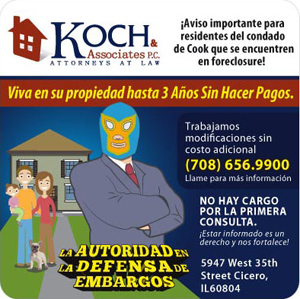 KOCH &
Associates P.C.
ATTORNEYS AT LAW
¡Aviso importante para
residentes del condado
de Cook que se encuentren
en foreclosure!
Viva en su propiedad hasta 3 Años Sin Hacer Pagos.
Trabajamos
modificaciones sin
costo adicional
(708) 656.9900
Llame para más información
NO HAY CARGO
POR LA PRIMERA
CONSULTA.
¡Estar informado es un
derecho y nos fortalece!
LA AUTORIDAD EN
LA DEFENSA DE
EMBARGOS
5947 West 35th
Street Cicero,
IL60804